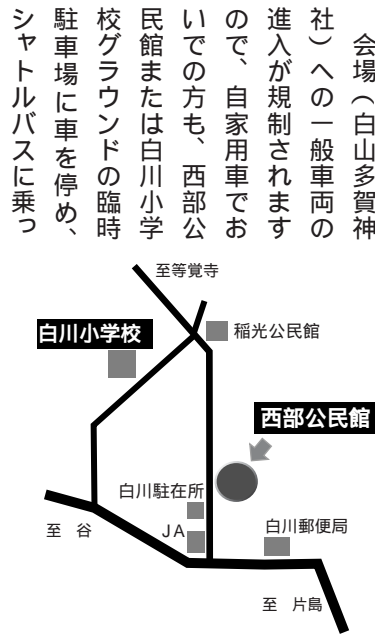 会場（白山多賀神
社）への一般車両の
進入が規制されます
ので、自家用車でお
いでの方も、西部公
民館または白川小学
校グラウンドの臨時
駐車場に車を停め、
シャトルバスに乗っ
至等覚寺
白川小学校
稲光公民館
西部公民館
白川駐在所
至　谷
JA
白川郵便局
至　片島